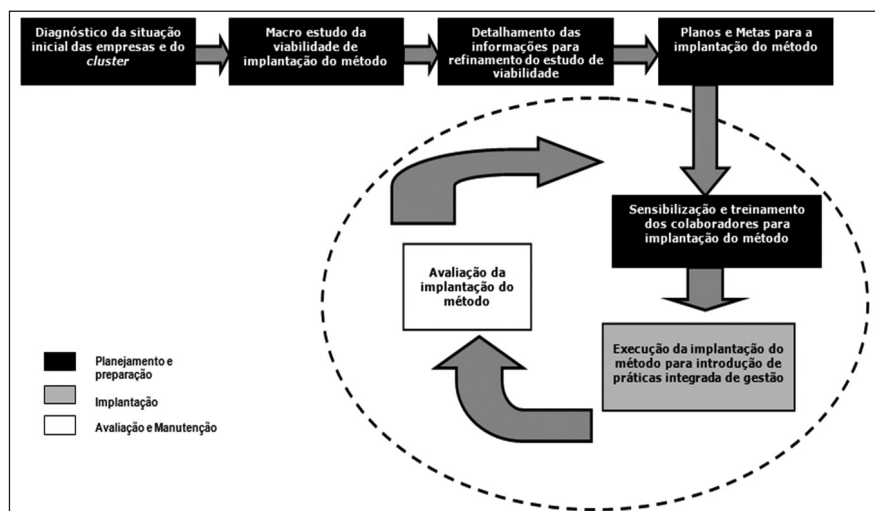 Diagnóstico da situação
inicial das empresas e do
cluster
Macro estudo da
viabilidade de
implantação do método
Detalhamento das
informações para
refinamento do estudo de
viabilidade
Planos e Metas para a
implantação do método
Sensibilização e treinamento
dos colaboradores para
implantação do método
Avaliação da
implantação do
método
Execução da implantação do
método para introdução de
práticas integrada de gestão
Planejamento e
preparação
Implantação
Avaliação e Manutenção